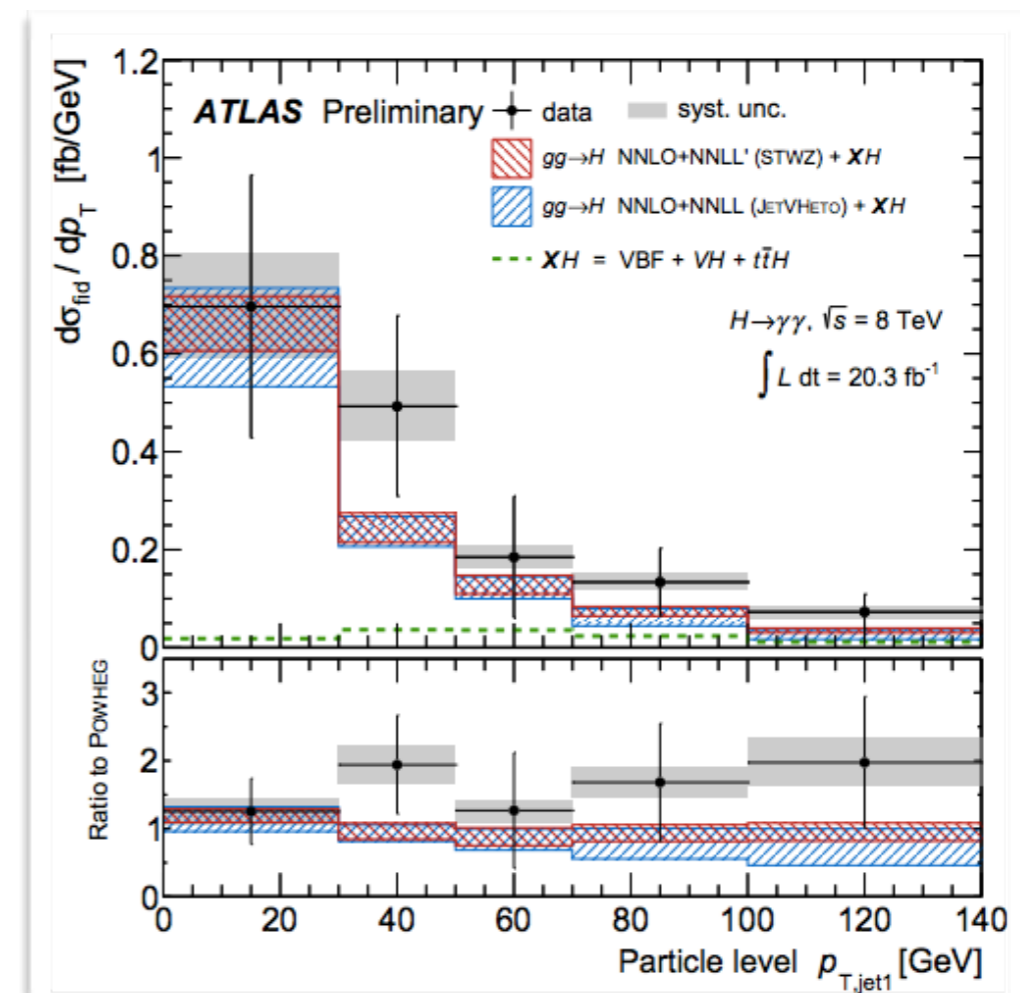 dσfid / dpT [fb/GeV]
1.2
1
0.8
0.6
0.4
0.2
0
ATLAS Preliminary
data
syst. unc.
gg→H NNLO+NNLL' (STWZ) + XH
gg→H NNLO+NNLL (JETVHETO) + XH
XH = VBF + VH + tt̄H
H→γγ, √s = 8 TeV
∫ L dt = 20.3 fb⁻¹
Ratio to POWHEG
3
2
1
0
0 20 40 60 80 100 120 140
Particle level pT,jet1 [GeV]